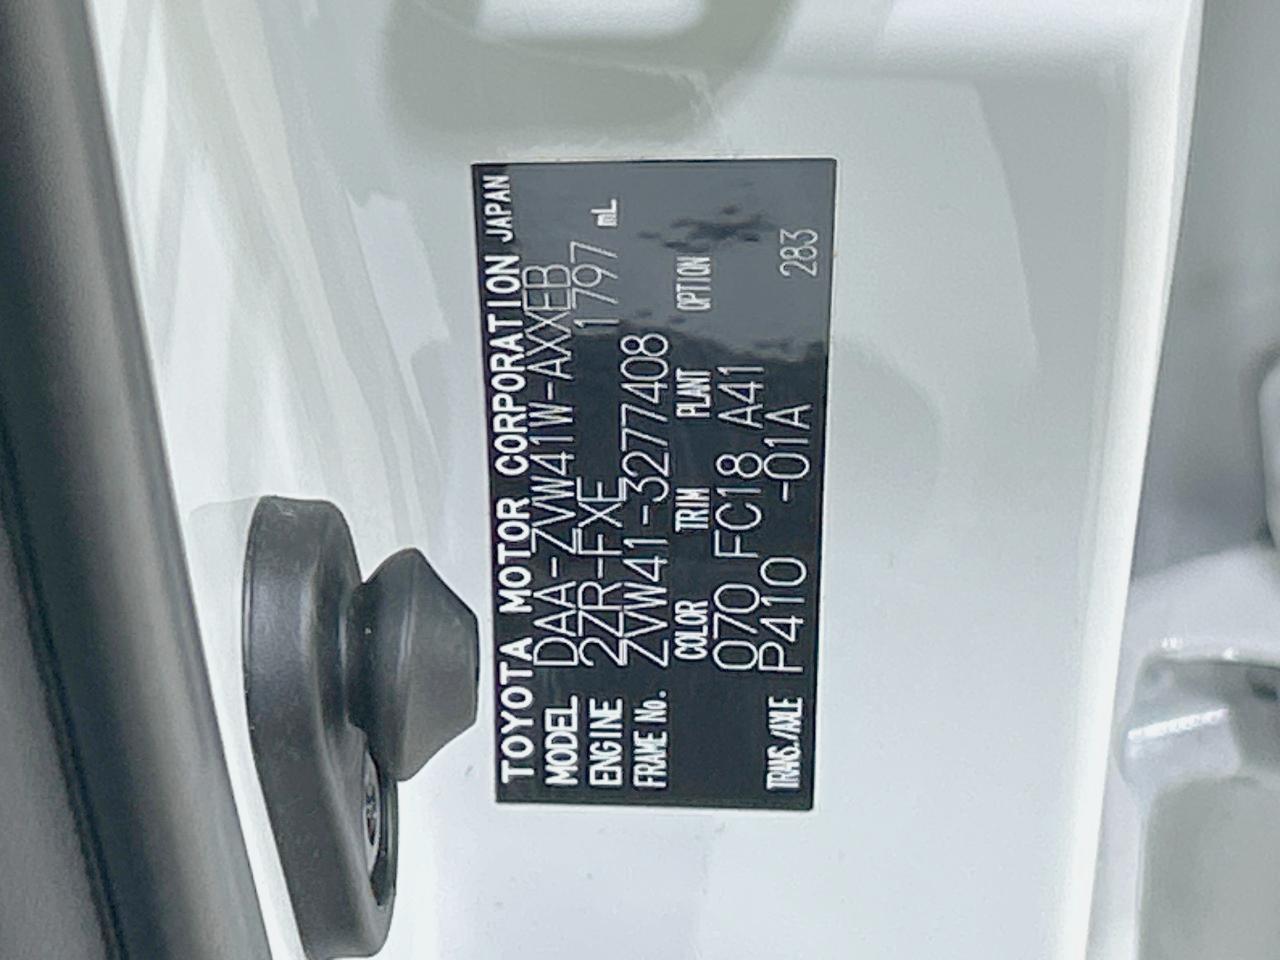 TOYOTA MOTOR CORPORATION JAPAN
MODEL DAA-ZVW41W-AXXEB
ENGINE 2ZR-FXE 1797 mL
FRAME No. ZVW41-3277408
COLOR TRIM PLANT OPTION
070 FC18 A41
TRANS./AXLE P410 -01A 283